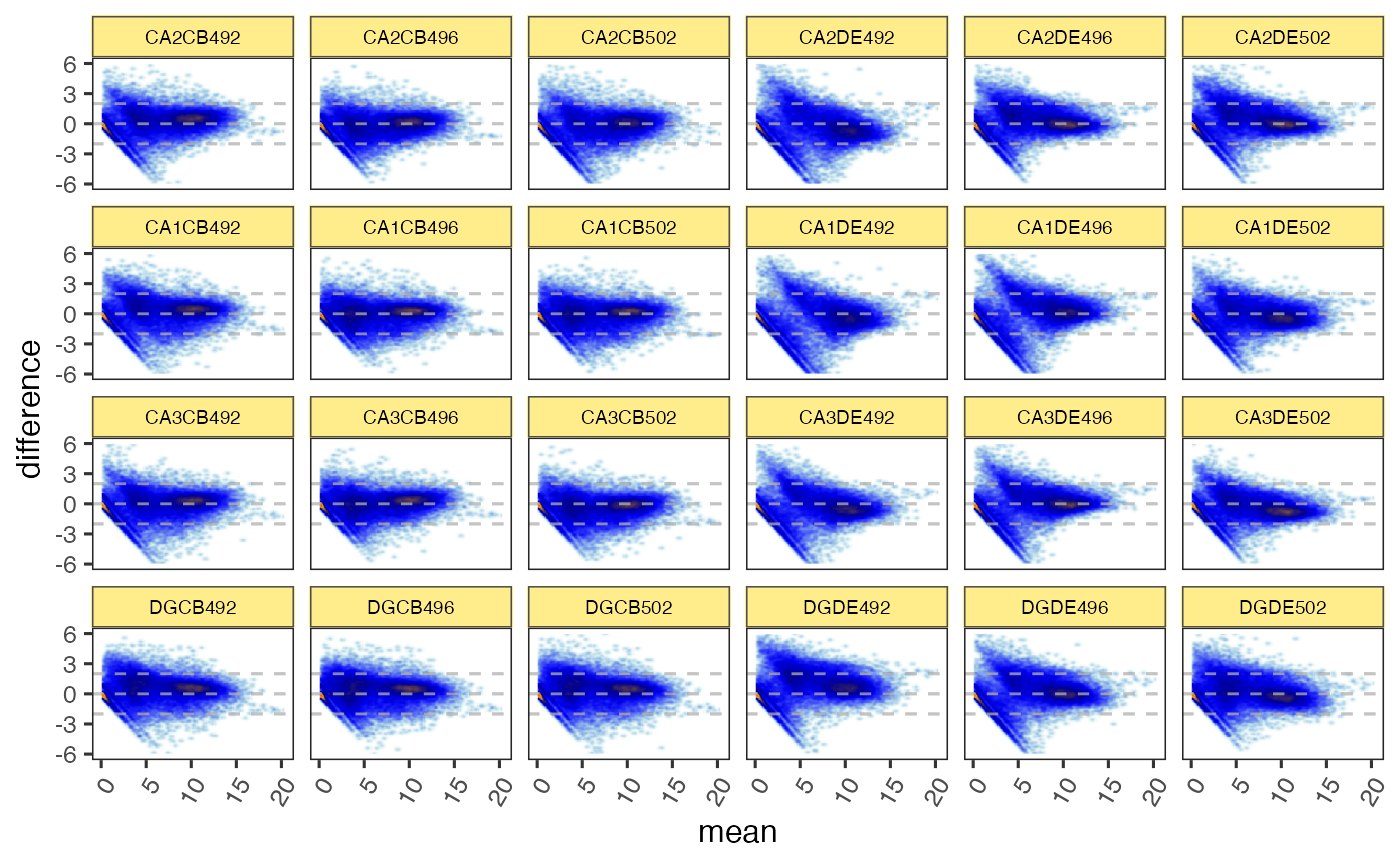 CA2CB492 CA2CB496 CA2CB502 CA2DE492 CA2DE496 CA2DE502
6
3
0
-3
-6
CA1CB492 CA1CB496 CA1CB502 CA1DE492 CA1DE496 CA1DE502
6
3
0
-3
-6
difference
CA3CB492 CA3CB496 CA3CB502 CA3DE492 CA3DE496 CA3DE502
6
3
0
-3
-6
DGCB492 DGCB496 DGCB502 DGDE492 DGDE496 DGDE502
6
3
0
-3
-6
0 5 10 15 20 0 5 10 15 20 0 5 10 15 20 0 5 10 15 20 0 5 10 15 20 0 5 10 15 20
mean